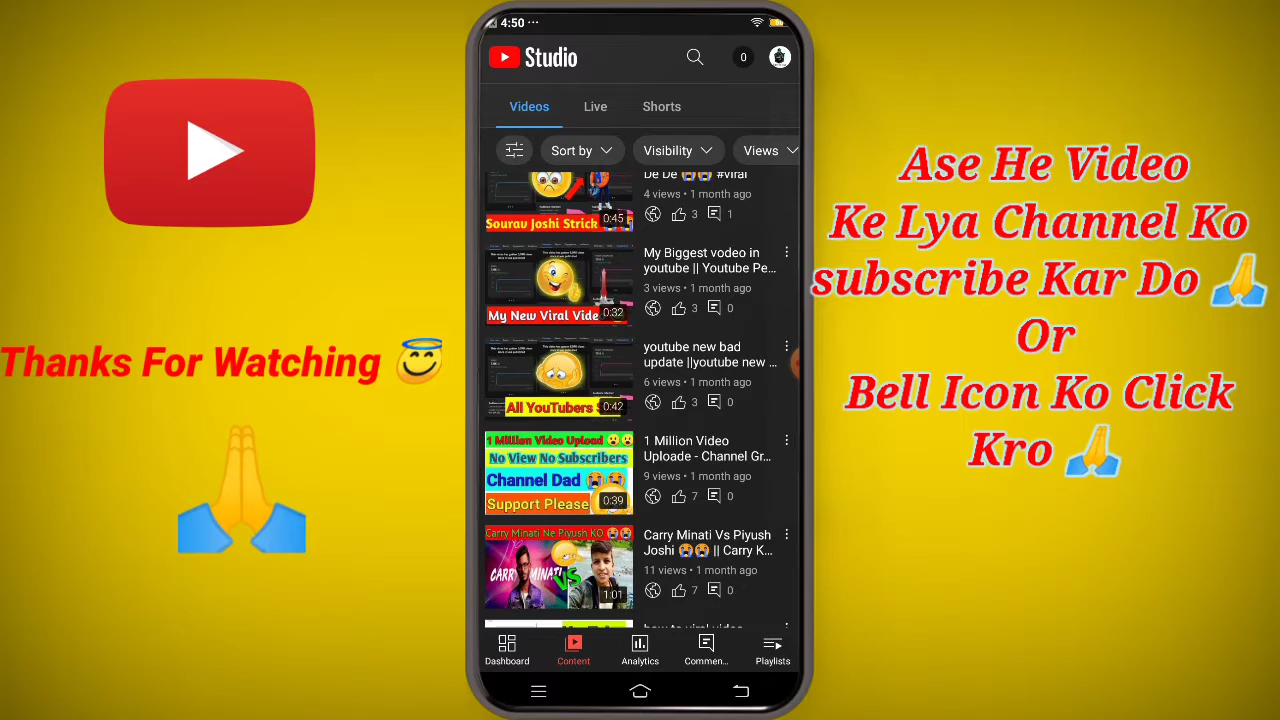 4:50
Studio
0
Videos Live Shorts
Sort by Visibility Views
De De 😭😭 #viral
4 views • 1 month ago
3 1
Sourav Joshi Strick
0:45
My Biggest vodeo in
youtube || Youtube Pe...
3 views • 1 month ago
3 0
My New Viral Vide
0:32
youtube new bad
update ||youtube new ...
6 views • 1 month ago
3 0
All YouTubers S
0:42
1 Million Video Upload 😮😮
No View No Subscribers
Channel Dad 😭😭
Support Please
0:39
1 Million Video
Uploade - Channel Gr...
9 views • 1 month ago
7 0
Carry Minati Ne Piyush KO 😭😭
CARRY MINATI
VS
1:01
Carry Minati Vs Piyush
Joshi 😭😭 || Carry K...
11 views • 1 month ago
7 0
how to viral video
Dashboard Content Analytics Commen... Playlists
Thanks For Watching 😇
🙏
Ase He Video
Ke Lya Channel Ko
subscribe Kar Do 🙏
Or
Bell Icon Ko Click
Kro 🙏